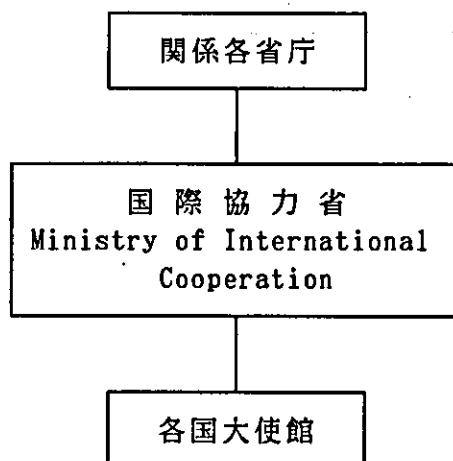 関係各省庁
国際協力省
Ministry of International
Cooperation
各国大使館